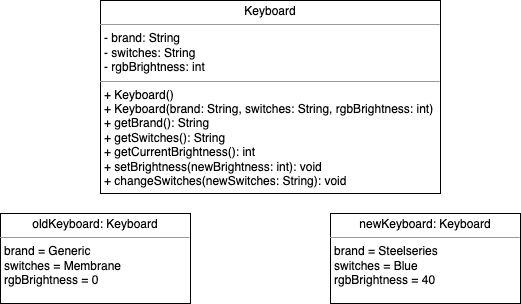 Keyboard
- brand: String
- switches: String
- rgbBrightness: int
+ Keyboard()
+ Keyboard(brand: String, switches: String, rgbBrightness: int)
+ getBrand(): String
+ getSwitches(): String
+ getCurrentBrightness(): int
+ setBrightness(newBrightness: int): void
+ changeSwitches(newSwitches: String): void
oldKeyboard: Keyboard
brand = Generic
switches = Membrane
rgbBrightness = 0
newKeyboard: Keyboard
brand = Steelseries
switches = Blue
rgbBrightness = 40